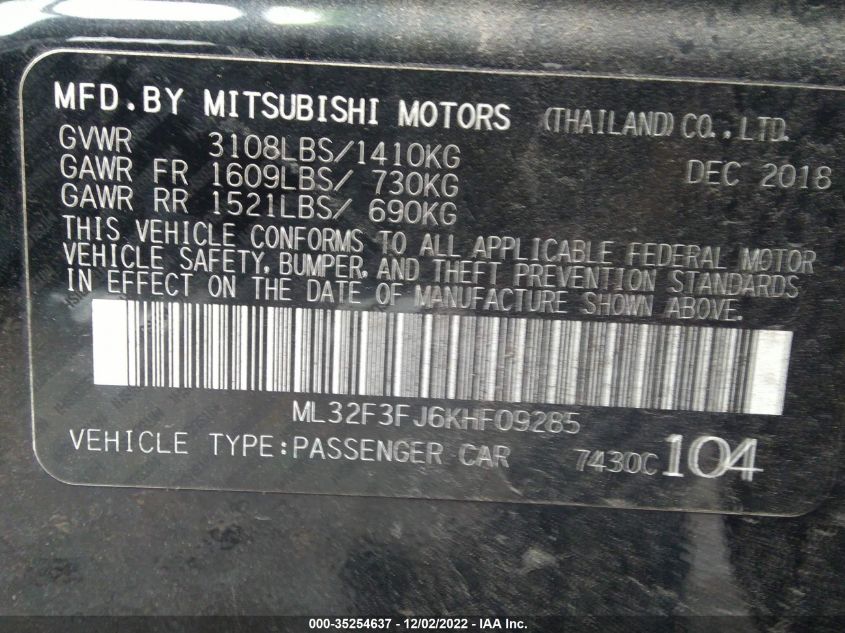 MFD.BY MITSUBISHI MOTORS (THAILAND) CO.,LTD.
GVWR 3108LBS/1410KG DEC 2018
GAWR FR 1609LBS/ 730KG
GAWR RR 1521LBS/ 690KG
THIS VEHICLE CONFORMS TO ALL APPLICABLE FEDERAL MOTOR
VEHICLE SAFETY, BUMPER, AND THEFT PREVENTION STANDARDS
IN EFFECT ON THE DATE OF MANUFACTURE SHOWN ABOVE.
ML32F3FJ6KHF09285
VEHICLE TYPE:PASSENGER CAR 7430C 104
000-35254637 - 12/02/2022 - IAA Inc.